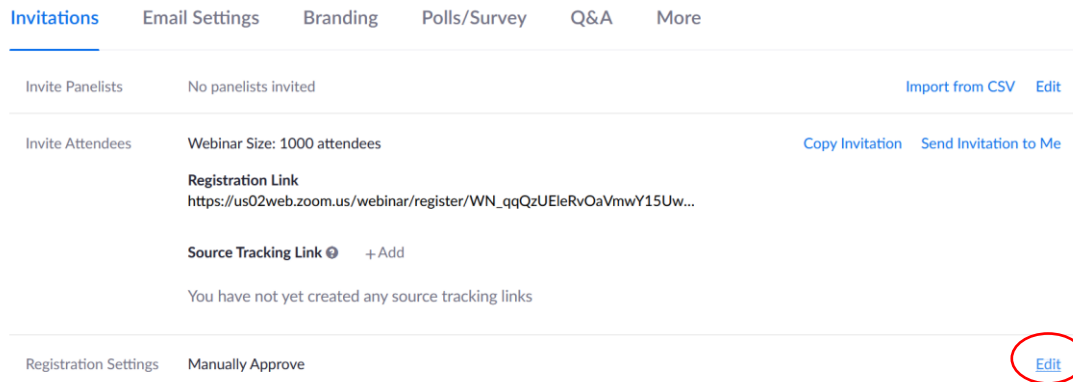 Invitations Email Settings Branding Polls/Survey Q&A More
Invite Panelists No panelists invited Import from CSV Edit
Invite Attendees Webinar Size: 1000 attendees Copy Invitation Send Invitation to Me
Registration Link
https://us02web.zoom.us/webinar/register/WN_qqQzUEleRvOaVmwY15Uw...
Source Tracking Link ? +Add
You have not yet created any source tracking links
Registration Settings Manually Approve Edit